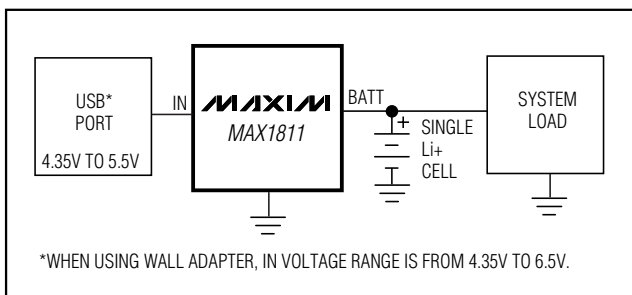 USB*
PORT
4.35V TO 5.5V
IN
MAXIM
MAX1811
BATT
+
SINGLE
Li+
CELL
SYSTEM
LOAD
*WHEN USING WALL ADAPTER, IN VOLTAGE RANGE IS FROM 4.35V TO 6.5V.